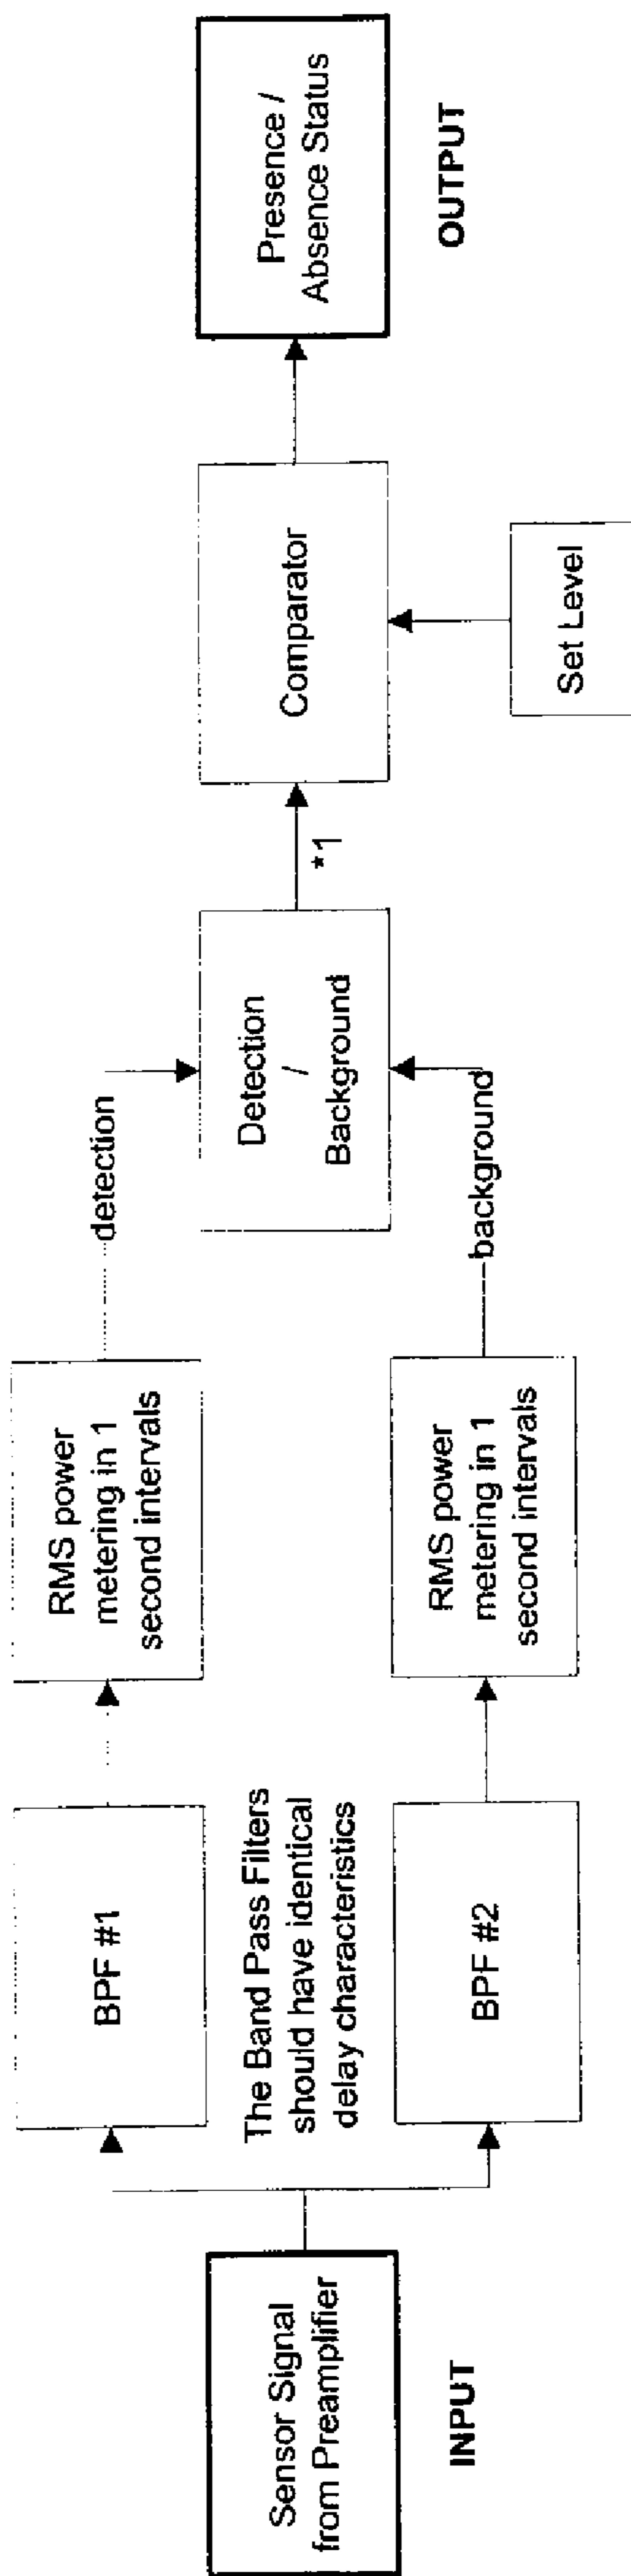 Sensor Signal
from Preamplifier
INPUT
BPF #1
The Band Pass Filters
should have identical
delay characteristics
BPF #2
RMS power
metering in 1
second intervals
RMS power
metering in 1
second intervals
detection
background
Detection
/
Background
*1
Comparator
Set Level
Presence /
Absence Status
OUTPUT